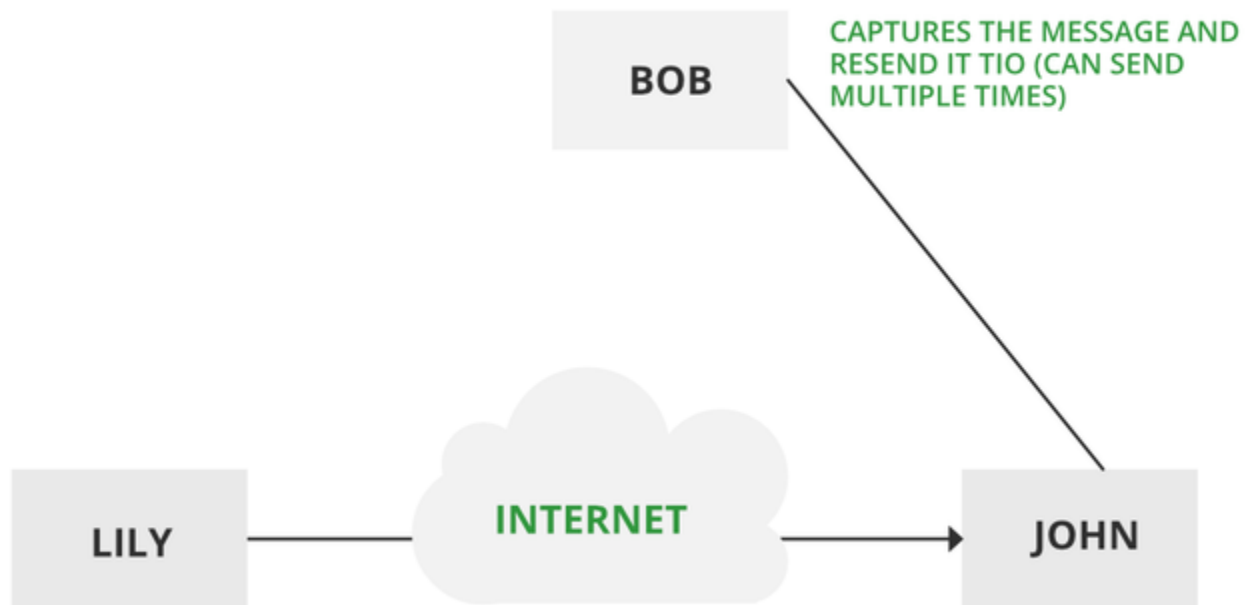 BOB
CAPTURES THE MESSAGE AND
RESEND IT TIO (CAN SEND
MULTIPLE TIMES)
LILY
INTERNET
JOHN